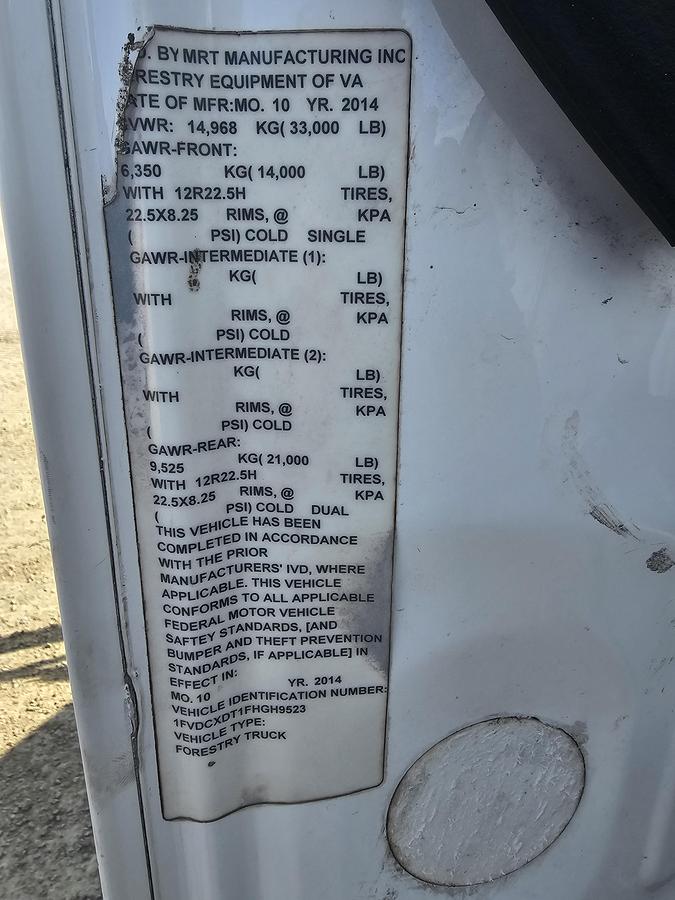 D. BY MRT MANUFACTURING INC
ORESTRY EQUIPMENT OF VA
ATE OF MFR:MO. 10 YR. 2014
GVWR: 14,968 KG( 33,000 LB)
GAWR-FRONT:
6,350 KG( 14,000 LB)
WITH 12R22.5H TIRES,
22.5X8.25 RIMS, @ KPA
( PSI) COLD SINGLE
GAWR-INTERMEDIATE (1):
KG( LB)
WITH TIRES,
RIMS, @ KPA
( PSI) COLD
GAWR-INTERMEDIATE (2):
KG( LB)
WITH TIRES,
RIMS, @ KPA
( PSI) COLD
GAWR-REAR:
9,525 KG( 21,000 LB)
WITH 12R22.5H TIRES,
22.5X8.25 RIMS, @ KPA
( PSI) COLD DUAL
THIS VEHICLE HAS BEEN
COMPLETED IN ACCORDANCE
WITH THE PRIOR
MANUFACTURERS' IVD, WHERE
APPLICABLE. THIS VEHICLE
CONFORMS TO ALL APPLICABLE
FEDERAL MOTOR VEHICLE
SAFTEY STANDARDS, [AND
BUMPER AND THEFT PREVENTION
STANDARDS, IF APPLICABLE] IN
EFFECT IN:
MO. 10 YR. 2014
VEHICLE IDENTIFICATION NUMBER:
1FVDCXDT1FHGH9523
VEHICLE TYPE:
FORESTRY TRUCK